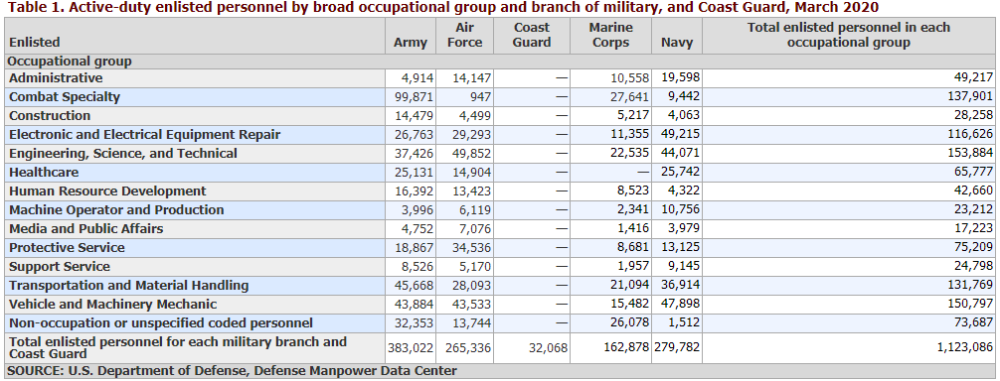 Table 1. Active-duty enlisted personnel by broad occupational group and branch of military, and Coast Guard, March 2020
Enlisted Army Air Force Coast Guard Marine Corps Navy Total enlisted personnel in each occupational group
Occupational group
Administrative 4,914 14,147 — 10,558 19,598 49,217
Combat Specialty 99,871 947 — 27,641 9,442 137,901
Construction 14,479 4,499 — 5,217 4,063 28,258
Electronic and Electrical Equipment Repair 26,763 29,293 — 11,355 49,215 116,626
Engineering, Science, and Technical 37,426 49,852 — 22,535 44,071 153,884
Healthcare 25,131 14,904 — — 25,742 65,777
Human Resource Development 16,392 13,423 — 8,523 4,322 42,660
Machine Operator and Production 3,996 6,119 — 2,341 10,756 23,212
Media and Public Affairs 4,752 7,076 — 1,416 3,979 17,223
Protective Service 18,867 34,536 — 8,681 13,125 75,209
Support Service 8,526 5,170 — 1,957 9,145 24,798
Transportation and Material Handling 45,668 28,093 — 21,094 36,914 131,769
Vehicle and Machinery Mechanic 43,884 43,533 — 15,482 47,898 150,797
Non-occupation or unspecified coded personnel 32,353 13,744 — 26,078 1,512 73,687
Total enlisted personnel for each military branch and Coast Guard 383,022 265,336 32,068 162,878 279,782 1,123,086
SOURCE: U.S. Department of Defense, Defense Manpower Data Center